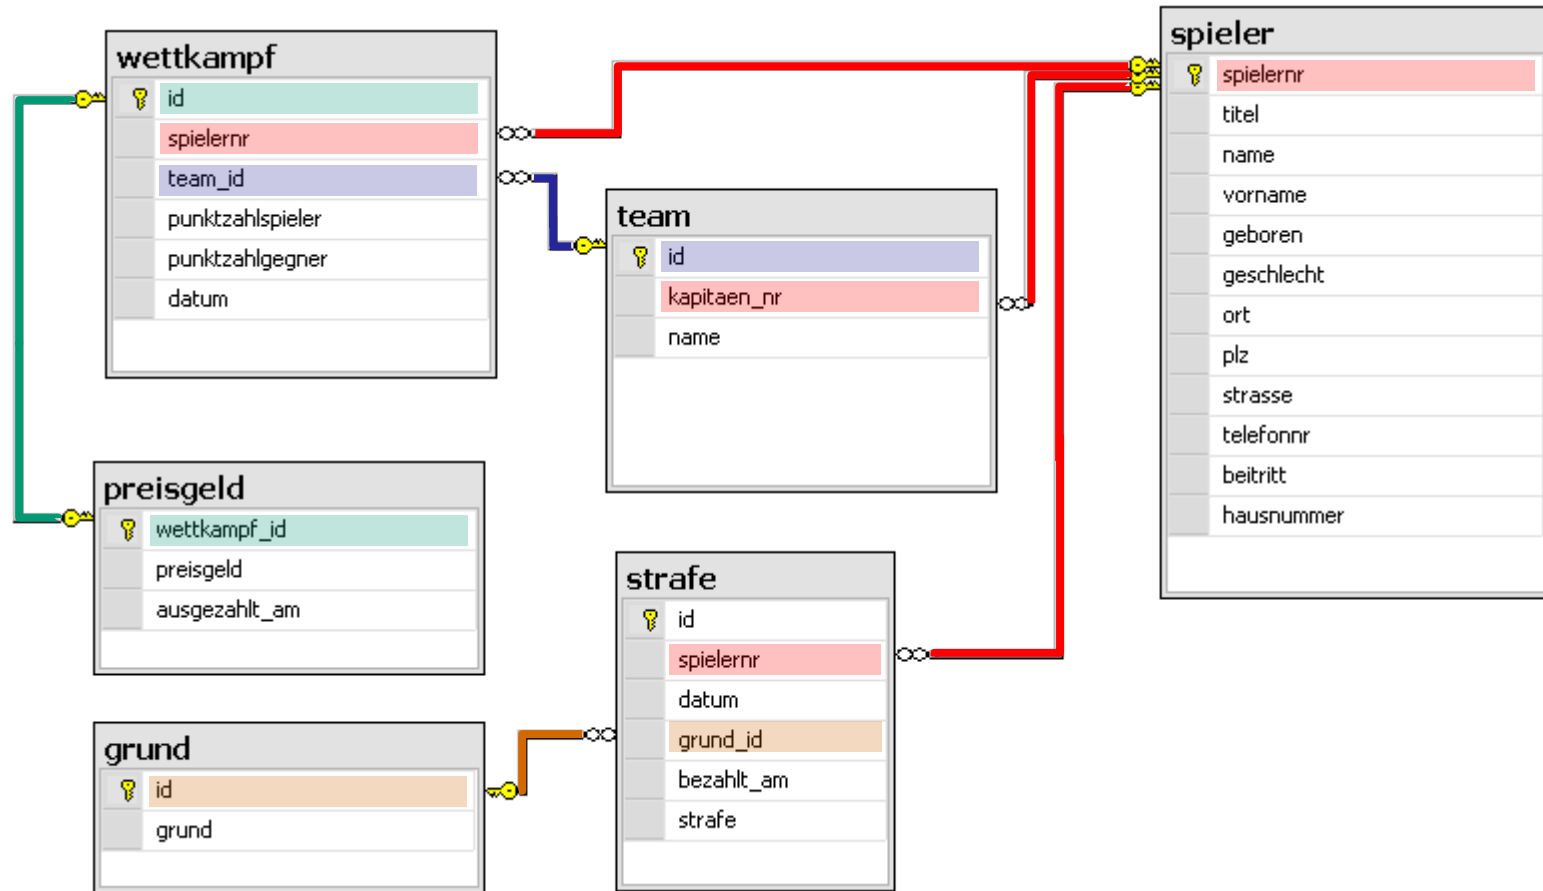 wettkampf
id
spielernr
team_id
punktzahlspieler
punktzahlgegner
datum
team
id
kapitaen_nr
name
spieler
spielernr
titel
name
vorname
geboren
geschlecht
ort
plz
strasse
telefonnr
beitritt
hausnummer
preisgeld
wettkampf_id
preisgeld
ausgezahlt_am
strafe
id
spielernr
datum
grund_id
bezahlt_am
strafe
grund
id
grund